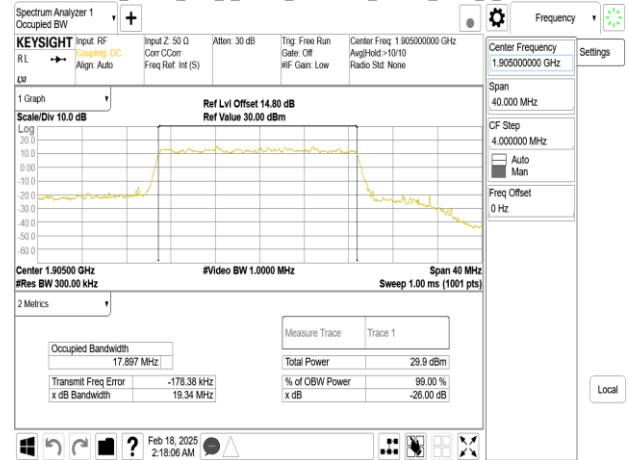 Spectrum Analyzer 1
Occupied BW
Frequency
KEYSIGHT
Input: RF
Coupling: DC
Align: Auto
Input Z: 50 Ω
Corr CCorr
Freq Ref: Int (S)
Atten: 30 dB
Trig: Free Run
Gate: Off
#IF Gain: Low
Center Freq: 1.905000000 GHz
Avg|Hold:>10/10
Radio Std: None
RL
LXI
Center Frequency
1.905000000 GHz
Settings
Span
40.000 MHz
CF Step
4.000000 MHz
Auto
Man
Freq Offset
0 Hz
Local
1 Graph
Scale/Div 10.0 dB
Ref Lvl Offset 14.80 dB
Ref Value 30.00 dBm
Log
20.0
10.0
0.00
-10.0
-20.0
-30.0
-40.0
-50.0
-60.0
Center 1.90500 GHz
#Video BW 1.0000 MHz
Span 40 MHz
#Res BW 300.00 kHz
Sweep 1.00 ms (1001 pts)
2 Metrics
Measure Trace
Trace 1
Occupied Bandwidth
17.897 MHz
Total Power
29.9 dBm
Transmit Freq Error
-178.38 kHz
% of OBW Power
99.00 %
x dB Bandwidth
19.34 MHz
x dB
-26.00 dB
?
Feb 18, 2025
2:18:06 AM